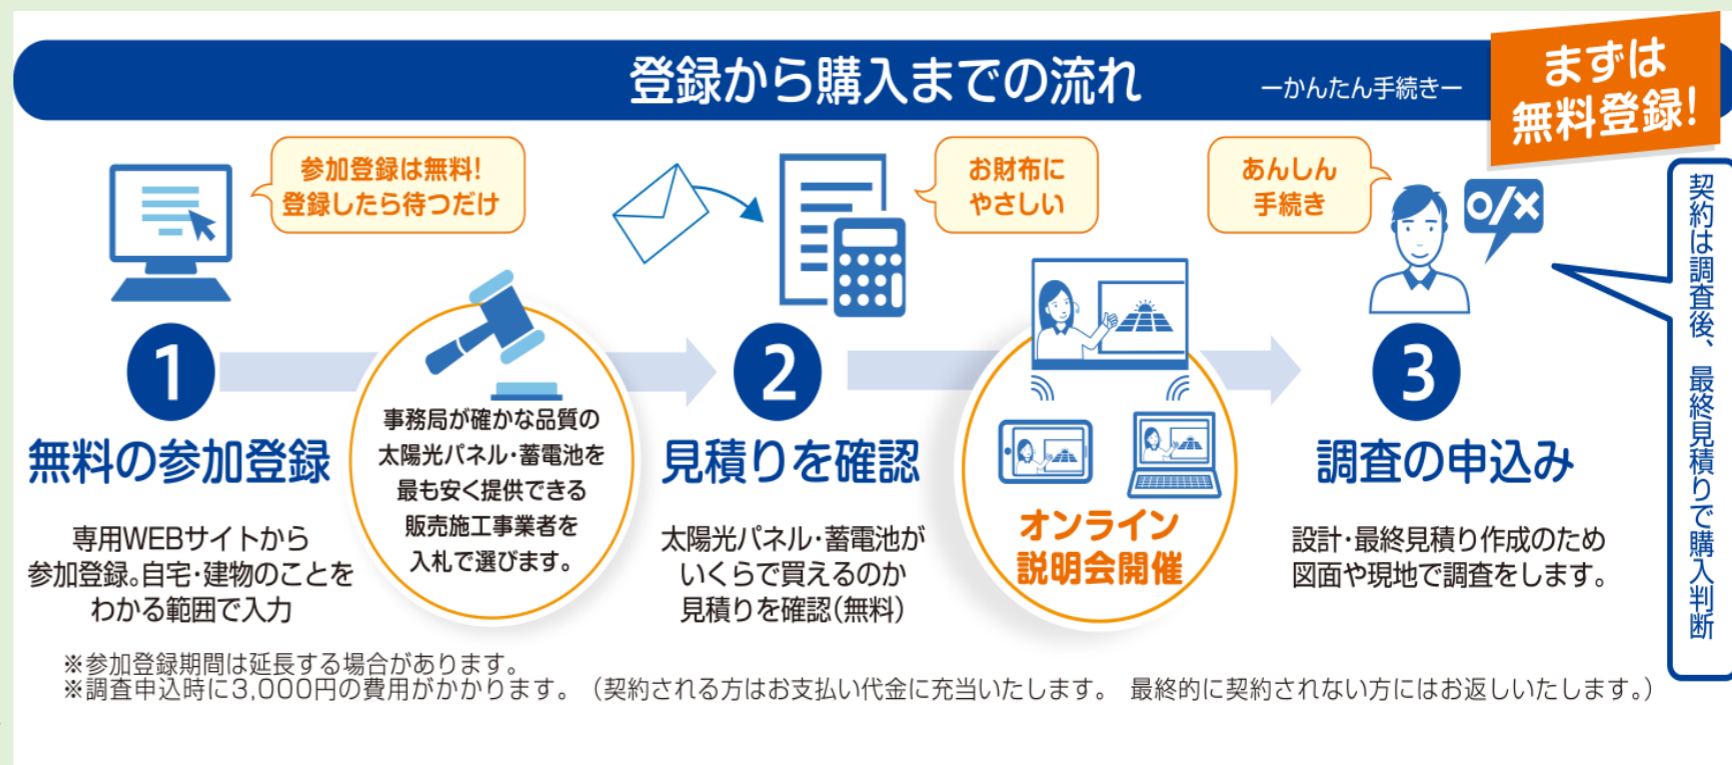 登録から購入までの流れ
ーかんたん手続きー
まずは
無料登録!
参加登録は無料!
登録したら待つだけ
お財布に
やさしい
あんしん
手続き
O/×
契約は調査後、最終見積りで購入判断
1
無料の参加登録
専用WEBサイトから
参加登録。自宅・建物のことを
わかる範囲で入力
事務局が確かな品質の
太陽光パネル・蓄電池を
最も安く提供できる
販売施工事業者を
入札で選びます。
2
見積りを確認
太陽光パネル・蓄電池が
いくらで買えるのか
見積りを確認(無料)
オンライン
説明会開催
3
調査の申込み
設計・最終見積り作成のため
図面や現地で調査をします。
※参加登録期間は延長する場合があります。
※調査申込時に3,000円の費用がかかります。(契約される方はお支払い代金に充当いたします。 最終的に契約されない方にはお返しいたします。)